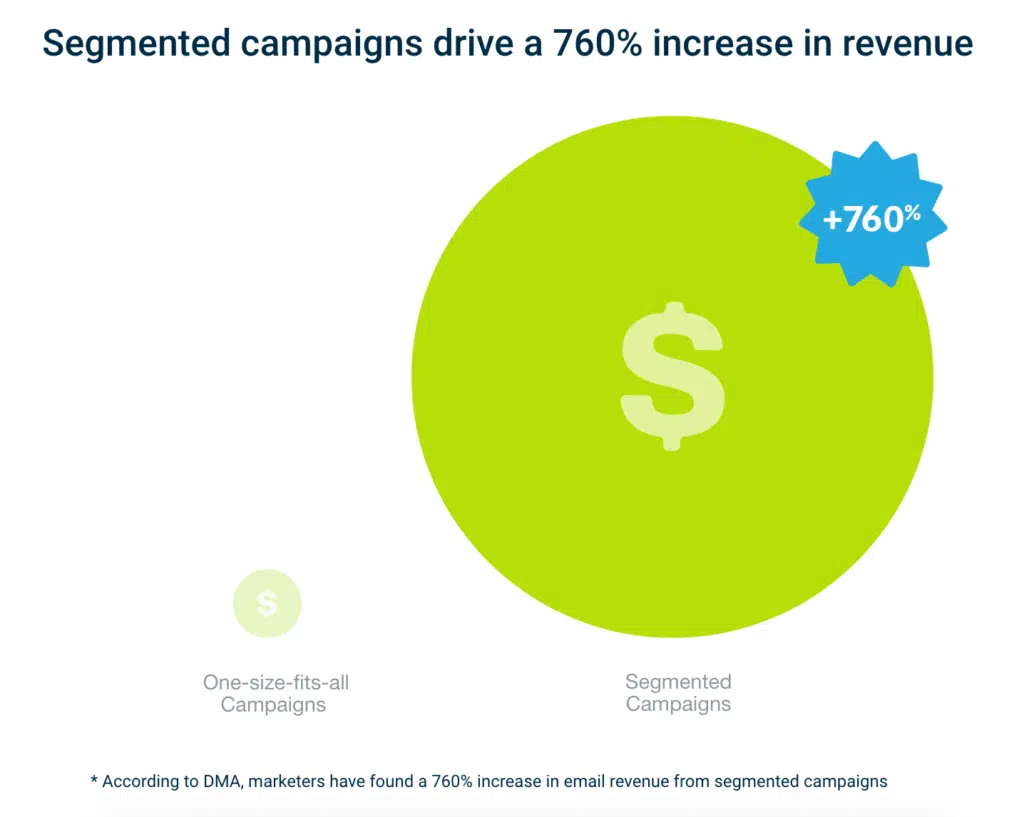 Segmented campaigns drive a 760% increase in revenue
+760%
$
$
One-size-fits-all
Campaigns
Segmented
Campaigns
* According to DMA, marketers have found a 760% increase in email revenue from segmented campaigns